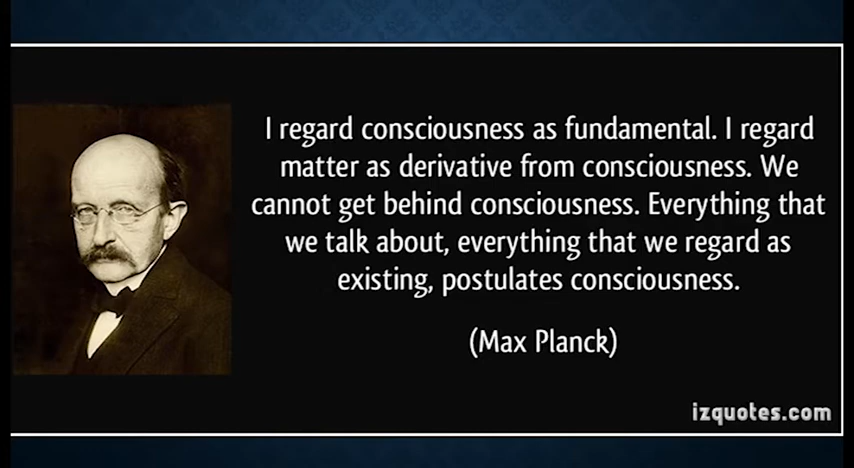 I regard consciousness as fundamental. I regard
matter as derivative from consciousness. We
cannot get behind consciousness. Everything that
we talk about, everything that we regard as
existing, postulates consciousness.
(Max Planck)
izquotes.com